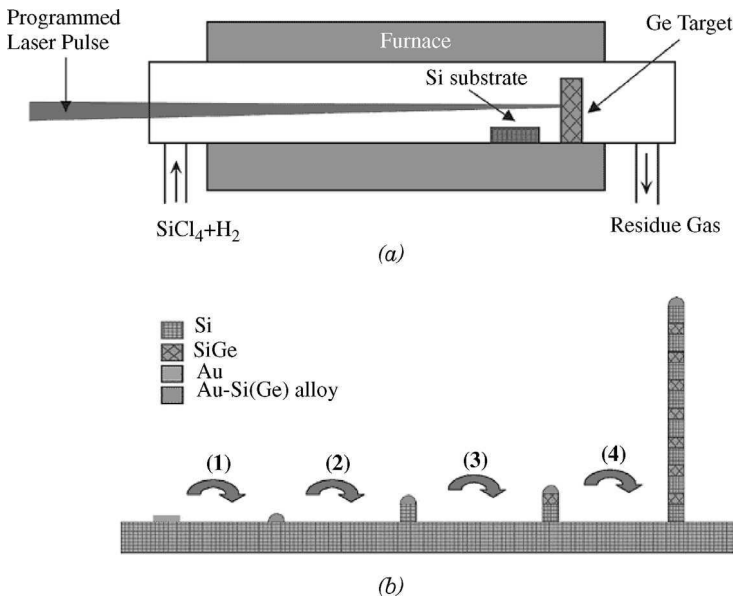 Programmed
Laser Pulse
Furnace
Ge Target
Si substrate
SiCl₄+H₂
Residue Gas
(a)
Si
SiGe
Au
Au-Si(Ge) alloy
(1)
(2)
(3)
(4)
(b)